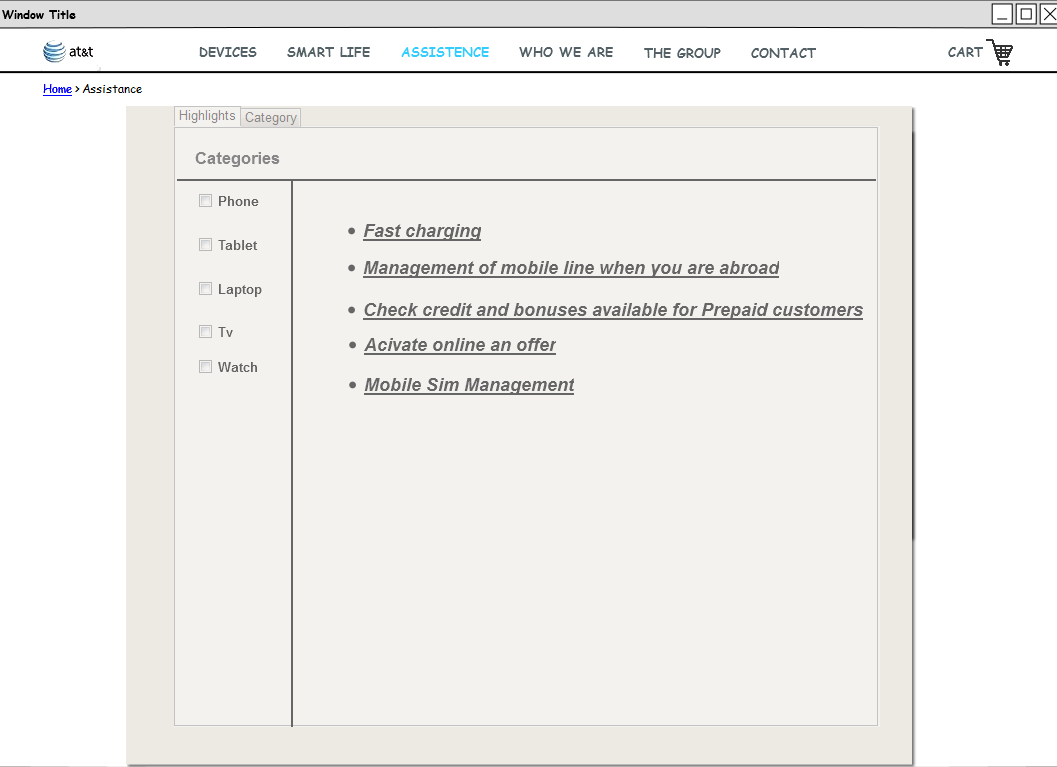 Window Title
at&t
DEVICES
SMART LIFE
ASSISTENCE
WHO WE ARE
THE GROUP
CONTACT
CART
Home > Assistance
Highlights
Category
Categories
Phone
Tablet
Laptop
Tv
Watch
• Fast charging
• Management of mobile line when you are abroad
• Check credit and bonuses available for Prepaid customers
• Acivate online an offer
• Mobile Sim Management